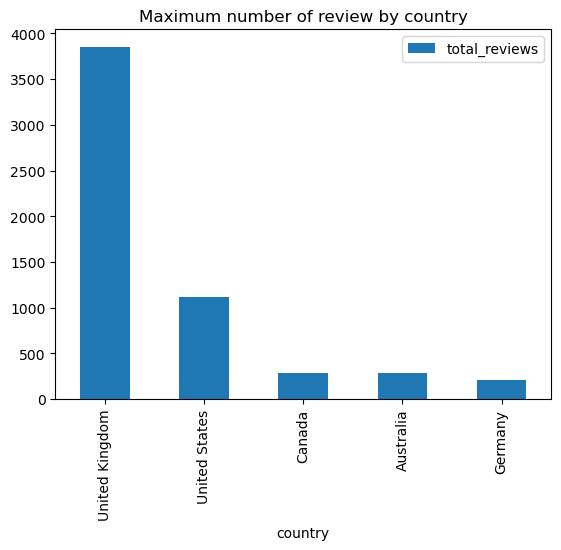 Maximum number of review by country
total_reviews
4000
3500
3000
2500
2000
1500
1000
500
0
United Kingdom
United States
Canada
Australia
Germany
country